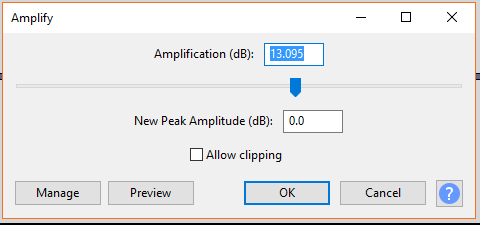 Amplify
Amplification (dB): 13.095
New Peak Amplitude (dB): 0.0
Allow clipping
Manage Preview OK Cancel ?